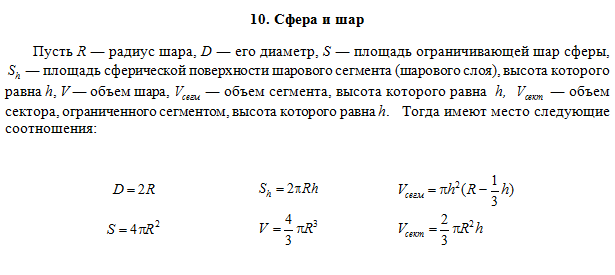 10. Сфера и шар
Пусть R — радиус шара, D — его диаметр, S — площадь ограничивающей шар сферы,
S_h — площадь сферической поверхности шарового сегмента (шарового слоя), высота которого
равна h, V — объем шара, V_сегм — объем сегмента, высота которого равна h, V_сект — объем
сектора, ограниченного сегментом, высота которого равна h. Тогда имеют место следующие
соотношения:
D = 2R S_h = 2πRh V_сегм = πh²(R − 1/3 h)
S = 4πR² V = 4/3 πR³ V_сект = 2/3 πR²h